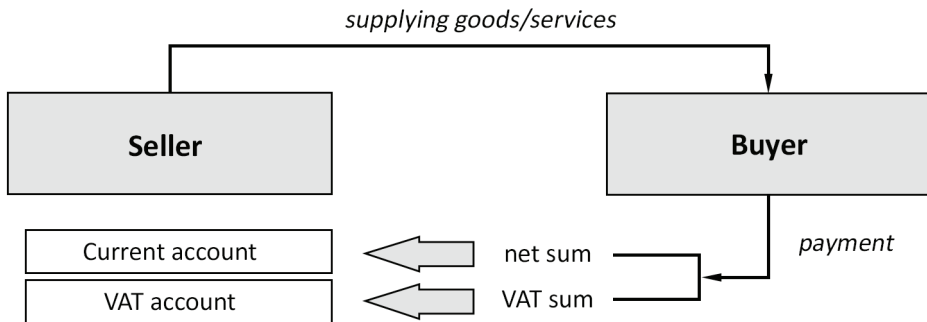 supplying goods/services
Seller
Buyer
payment
Current account
net sum
VAT account
VAT sum